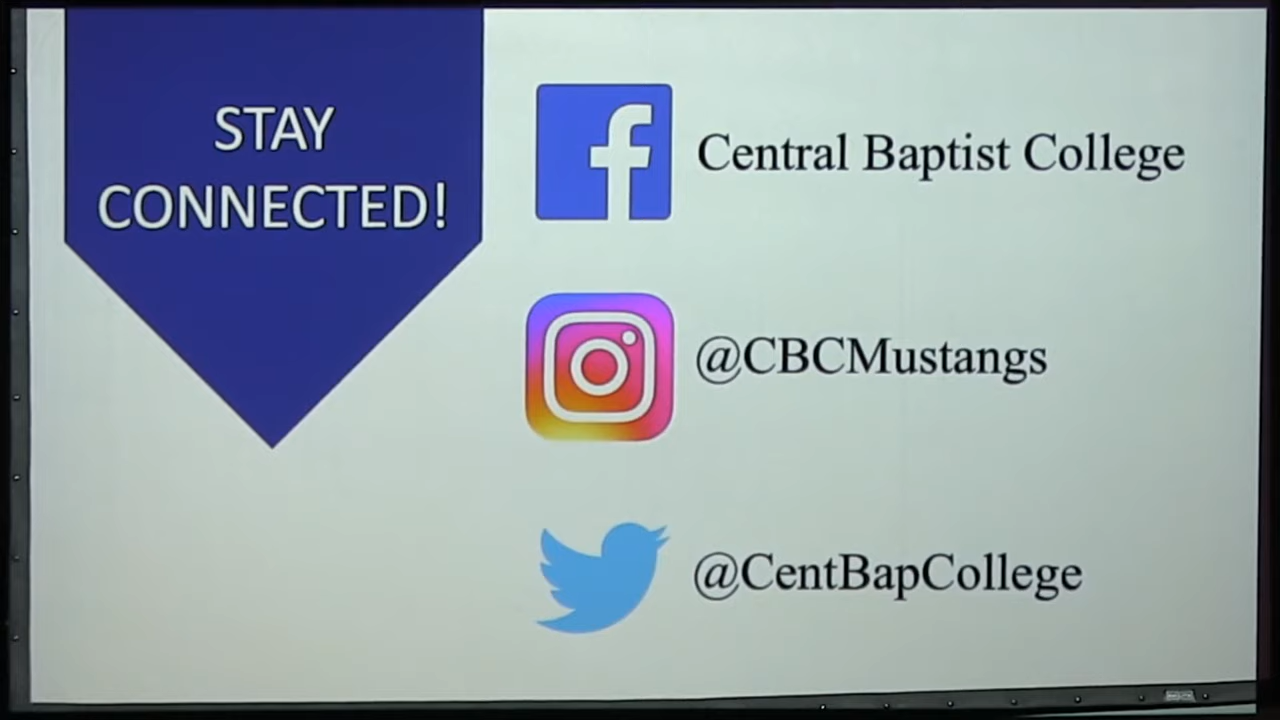 STAY
CONNECTED!
Central Baptist College
@CBCMustangs
@CentBapCollege